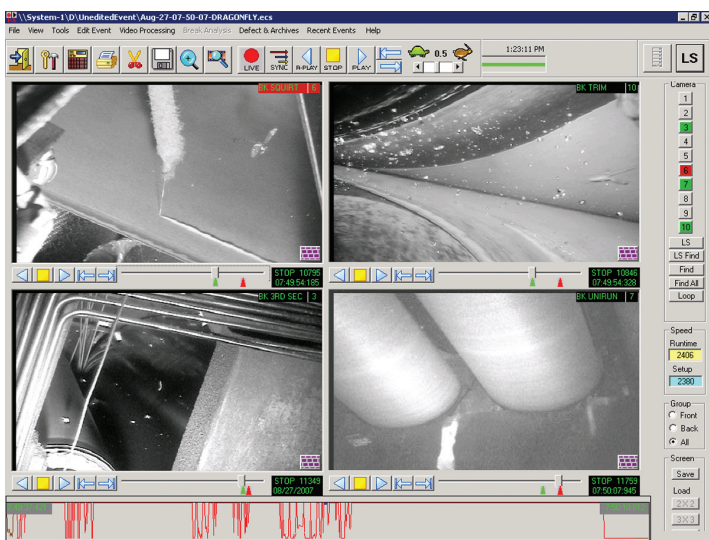 \\System-1\D\UneditedEvent\Aug-27-07-50-07-DRAGONFLY.ecs
File View Tools Edit Event Video Processing Break Analysis Defect & Archives Recent Events Help
LIVE SYNC R-PLAY STOP PLAY 0.5 1:23:11 PM LS
BK SQUIRT 6
BK TRIM 10
STOP 10795
07:49:54:185
STOP 10846
07:49:54:328
BK 3RD SEC 3
BK UNIRUN 7
STOP 11349
08/27/2007
STOP 11759
07:50:07:945
Camera
1
2
3
4
5
6
7
8
9
10
LS
LS Find
Find
Find All
Loop
Speed
Runtime
2406
Setup
2380
Group
Front
Back
All
Screen
Save
Load
2X2
3X3